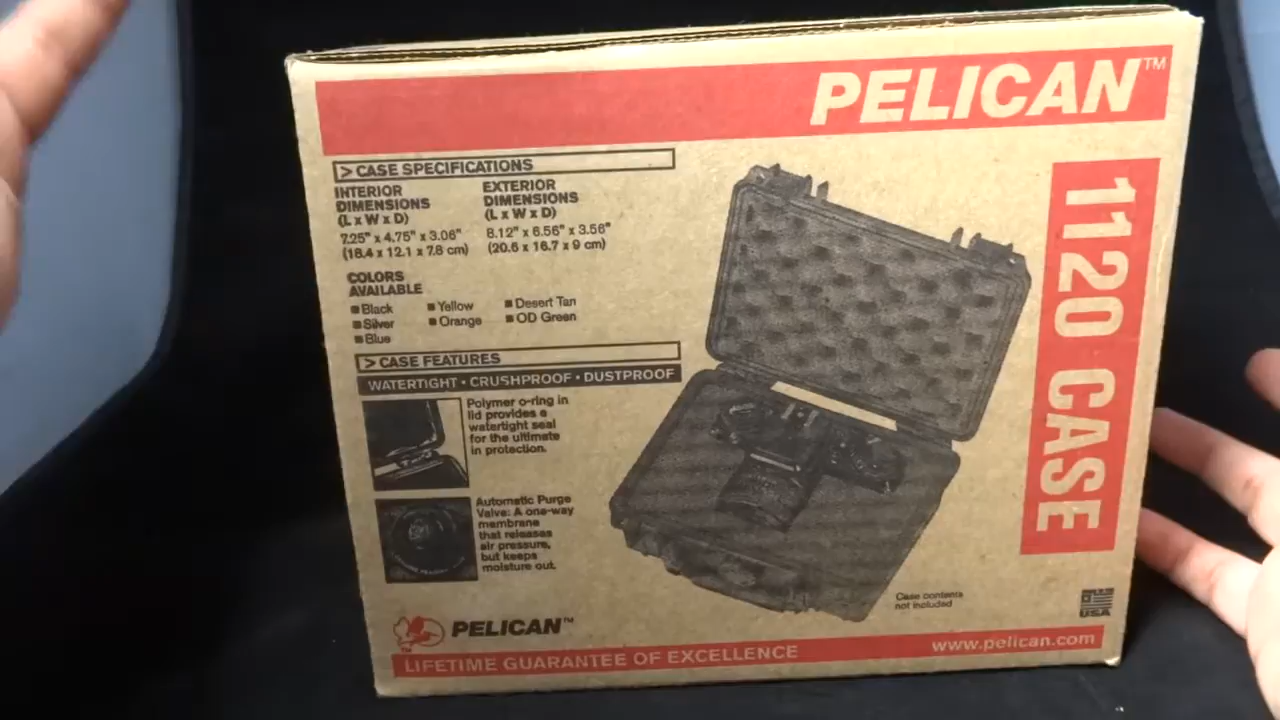 PELICAN™
1120 CASE
> CASE SPECIFICATIONS
INTERIOR
DIMENSIONS
(L x W x D)
7.25" x 4.75" x 3.06"
(18.4 x 12.1 x 7.8 cm)
EXTERIOR
DIMENSIONS
(L x W x D)
8.12" x 6.56" x 3.56"
(20.6 x 16.7 x 9 cm)
COLORS
AVAILABLE
■ Black
■ Silver
■ Blue
■ Yellow
■ Orange
■ Desert Tan
■ OD Green
> CASE FEATURES
WATERTIGHT • CRUSHPROOF • DUSTPROOF
Polymer o-ring in
lid provides a
watertight seal
for the ultimate
in protection.
Automatic Purge
Valve: A one-way
membrane
that releases
air pressure,
but keeps
moisture out.
Case contents
not included
USA
PELICAN™
TM
LIFETIME GUARANTEE OF EXCELLENCE
www.pelican.com